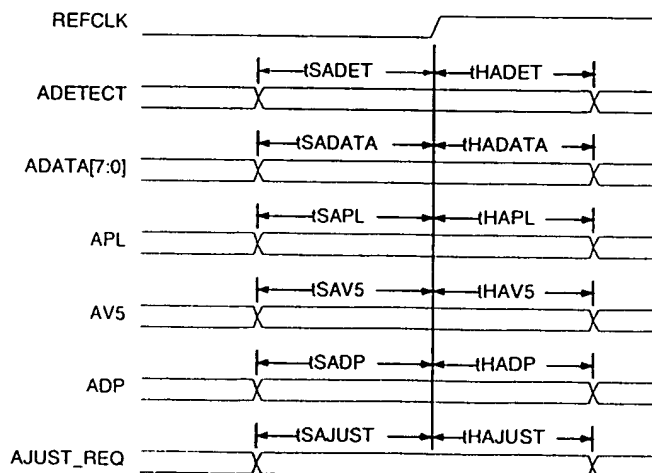 REFCLK
tSADET tHADET
ADETECT
tSADATA tHADATA
ADATA[7:0]
tSAPL tHAPL
APL
tSAV5 tHAV5
AV5
tSADP tHADP
ADP
tSAJUST tHAJUST
AJUST_REQ